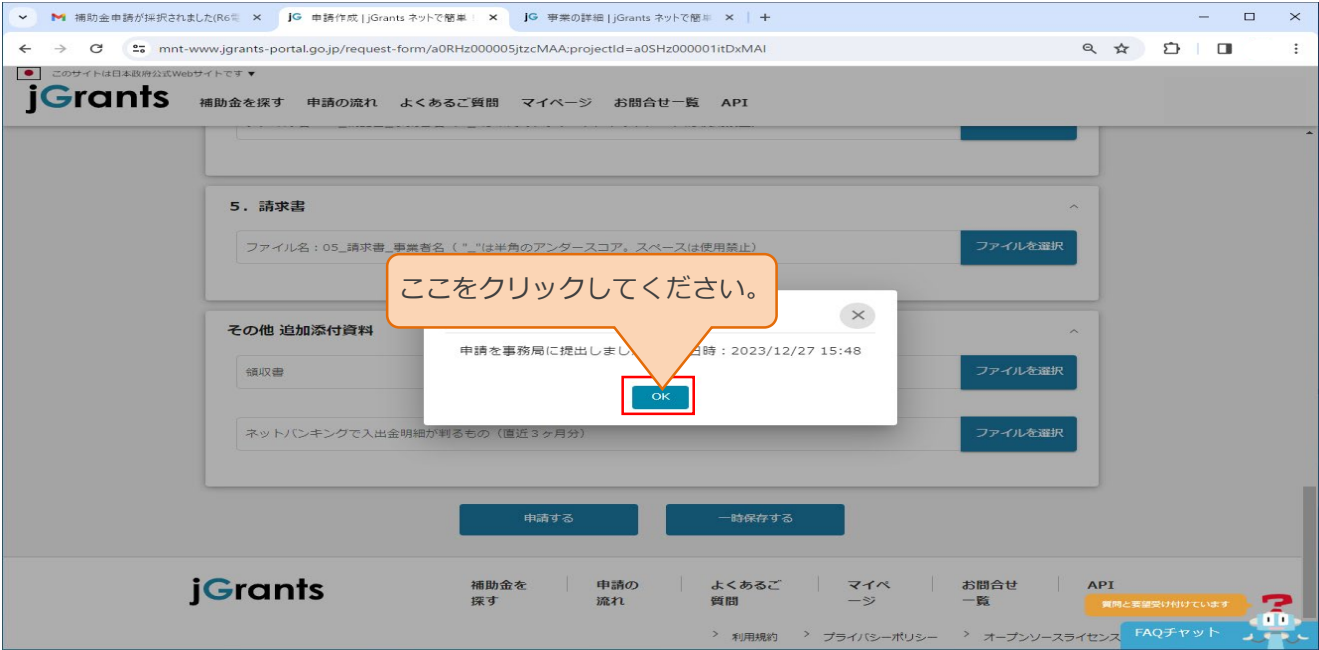 補助金申請が採択されました(R6
申請作成 | jGrants ネットで簡単
事業の詳細 | jGrants ネットで簡単
mnt-www.jgrants-portal.go.jp/request-form/a0RHz000005jtzcMAA;projectId=a0SHz000001itDxMAI
このサイトは日本政府公式Webサイトです ▼
jGrants
補助金を探す
申請の流れ
よくあるご質問
マイページ
お問合せ一覧
API
5．請求書
ファイル名：05_請求書_事業者名（ "_"は半角のアンダースコア。スペースは使用禁止）
ファイルを選択
ここをクリックしてください。
その他 追加添付資料
申請を事務局に提出しまし
日時：2023/12/27 15:48
領収書
ファイルを選択
OK
ネットバンキングで入出金明細が判るもの（直近３ヶ月分）
ファイルを選択
申請する
一時保存する
jGrants
補助金を
探す
申請の
流れ
よくあるご
質問
マイペ
ージ
お問合せ
一覧
API
質問と要望受け付けています
利用規約
プライバシーポリシー
オープンソースライセンス
FAQチャット